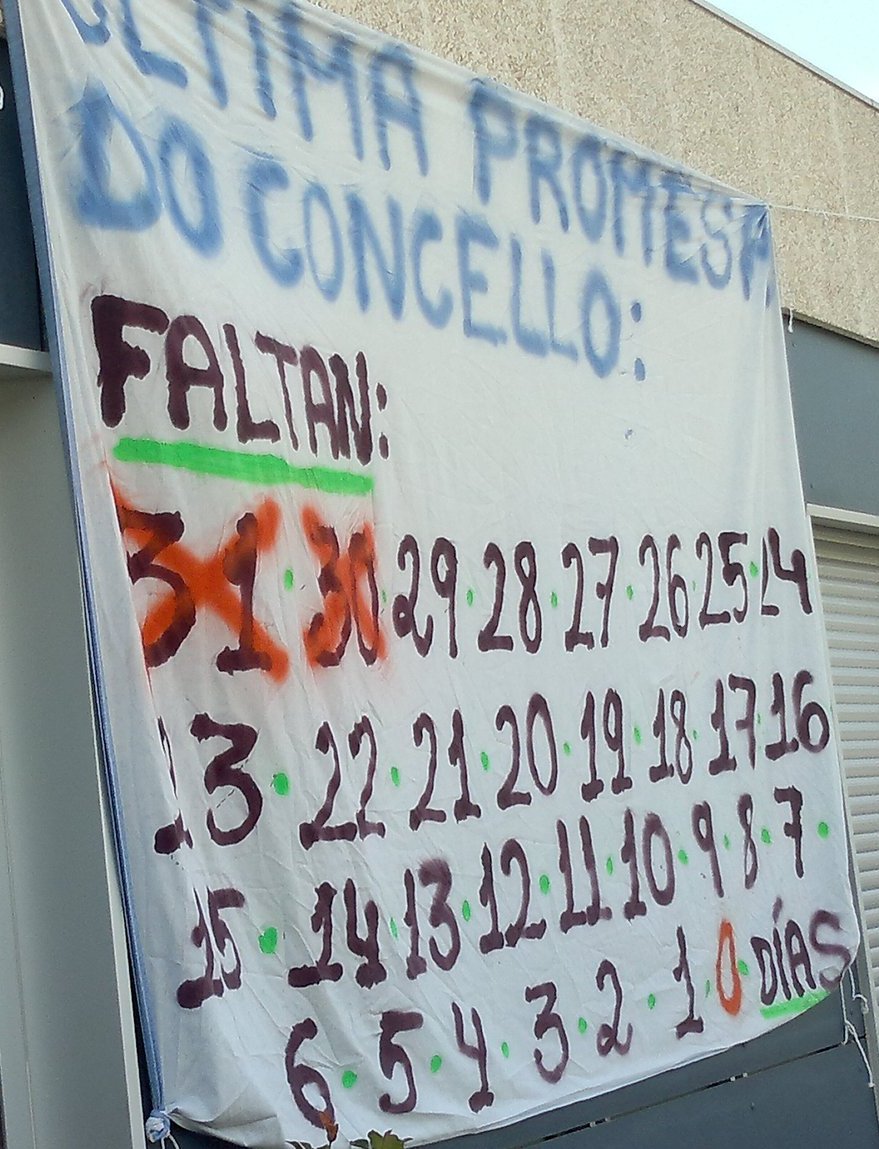 ÚLTIMA PROMESA
DO CONCELLO:
FALTAN:
31 · 30 · 29 · 28 · 27 · 26 · 25 · 24
23 · 22 · 21 · 20 · 19 · 18 · 17 · 16
15 · 14 · 13 · 12 · 11 · 10 · 9 · 8 · 7 ·
6 · 5 · 4 · 3 · 2 · 1 · 0 · DÍAS